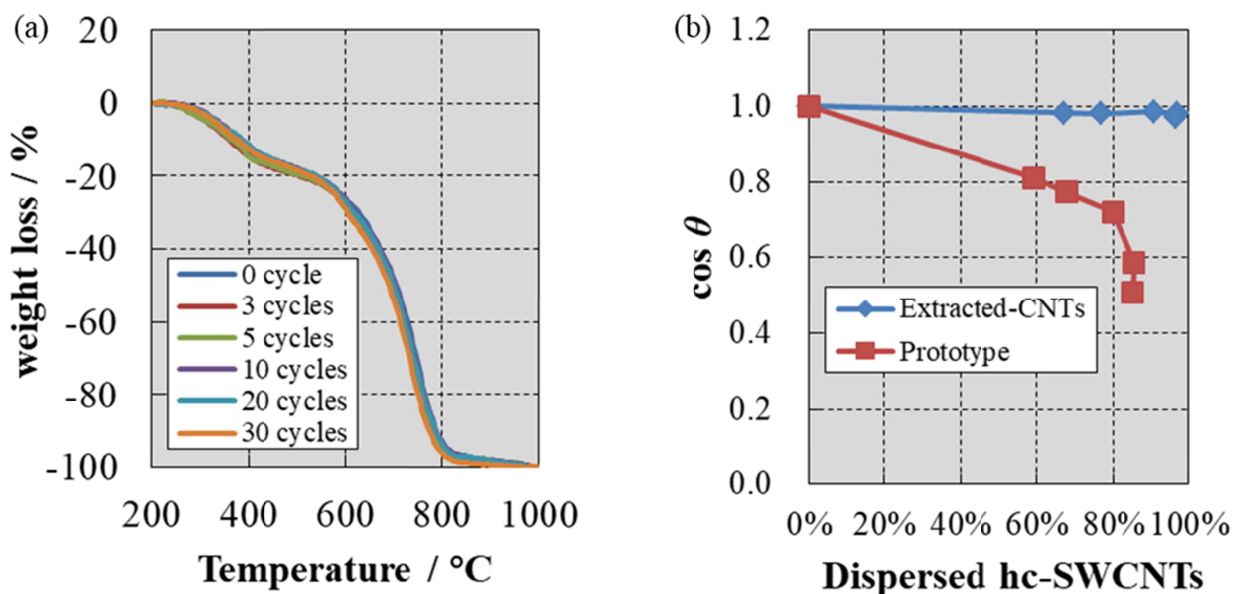 (a)
20
0
-20
-40
-60
-80
-100
weight loss / %
0 cycle
3 cycles
5 cycles
10 cycles
20 cycles
30 cycles
200 400 600 800 1000
Temperature / °C
(b)
1.2
1.0
0.8
0.6
0.4
0.2
0.0
cos θ
Extracted-CNTs
Prototype
0% 20% 40% 60% 80% 100%
Dispersed hc-SWCNTs